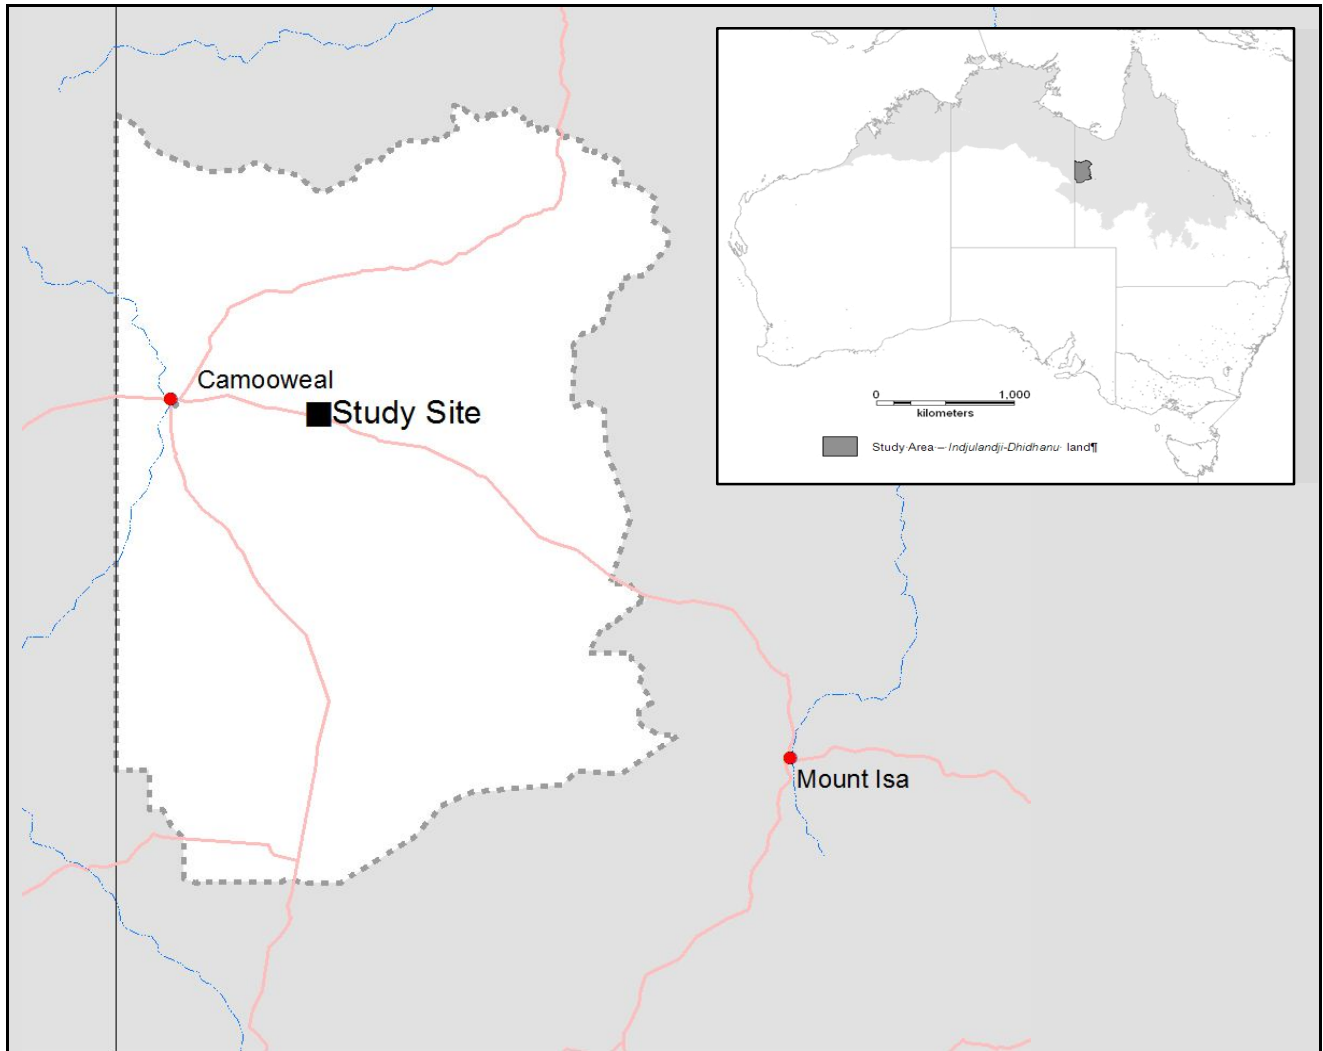 Camooweal
Study Site
Mount Isa
0 1,000
kilometers
Study·Area·–·Indjulandji-Dhidhanu· land¶